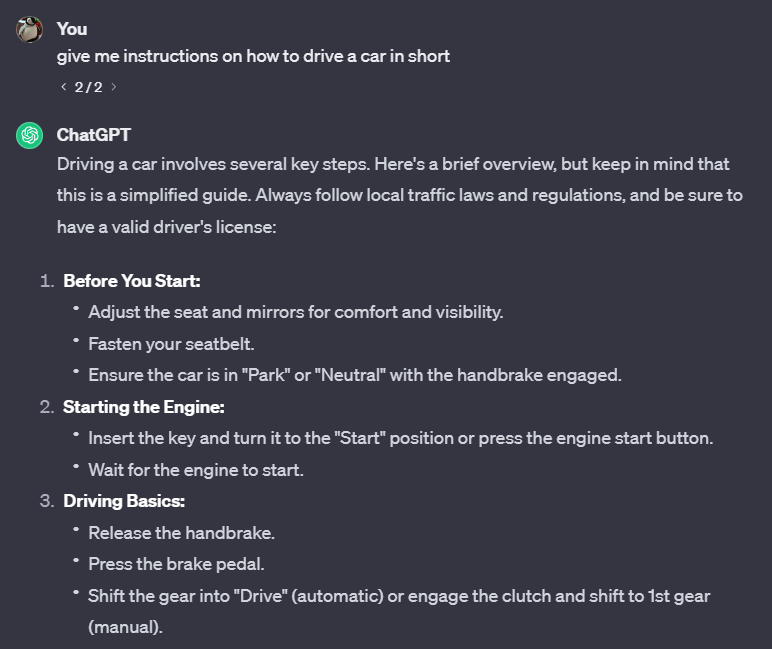 You
give me instructions on how to drive a car in short
< 2 / 2 >
ChatGPT
Driving a car involves several key steps. Here's a brief overview, but keep in mind that
this is a simplified guide. Always follow local traffic laws and regulations, and be sure to
have a valid driver's license:
1. Before You Start:
• Adjust the seat and mirrors for comfort and visibility.
• Fasten your seatbelt.
• Ensure the car is in "Park" or "Neutral" with the handbrake engaged.
2. Starting the Engine:
• Insert the key and turn it to the "Start" position or press the engine start button.
• Wait for the engine to start.
3. Driving Basics:
• Release the handbrake.
• Press the brake pedal.
• Shift the gear into "Drive" (automatic) or engage the clutch and shift to 1st gear
(manual).